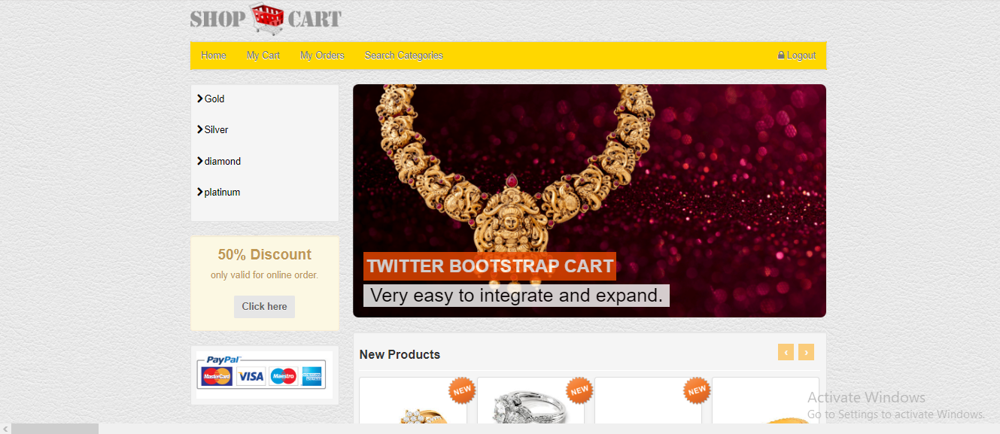 SHOP CART
Home My Cart My Orders Search Categories Logout
Gold
Silver
diamond
platinum
50% Discount
only valid for online order.
Click here
PayPal
MasterCard VISA Maestro AMERICAN EXPRESS
TWITTER BOOTSTRAP CART
Very easy to integrate and expand.
New Products
‹ ›
NEW NEW NEW
Activate Windows
Go to Settings to activate Windows.